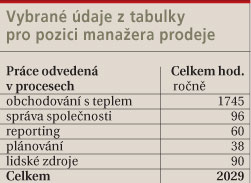 Vybrané údaje z tabulky
pro pozici manažera prodeje
Práce odvedená Celkem hod.
v procesech ročně
obchodování s teplem 1745
správa společnosti 96
reporting 60
plánování 38
lidské zdroje 90
Celkem 2029